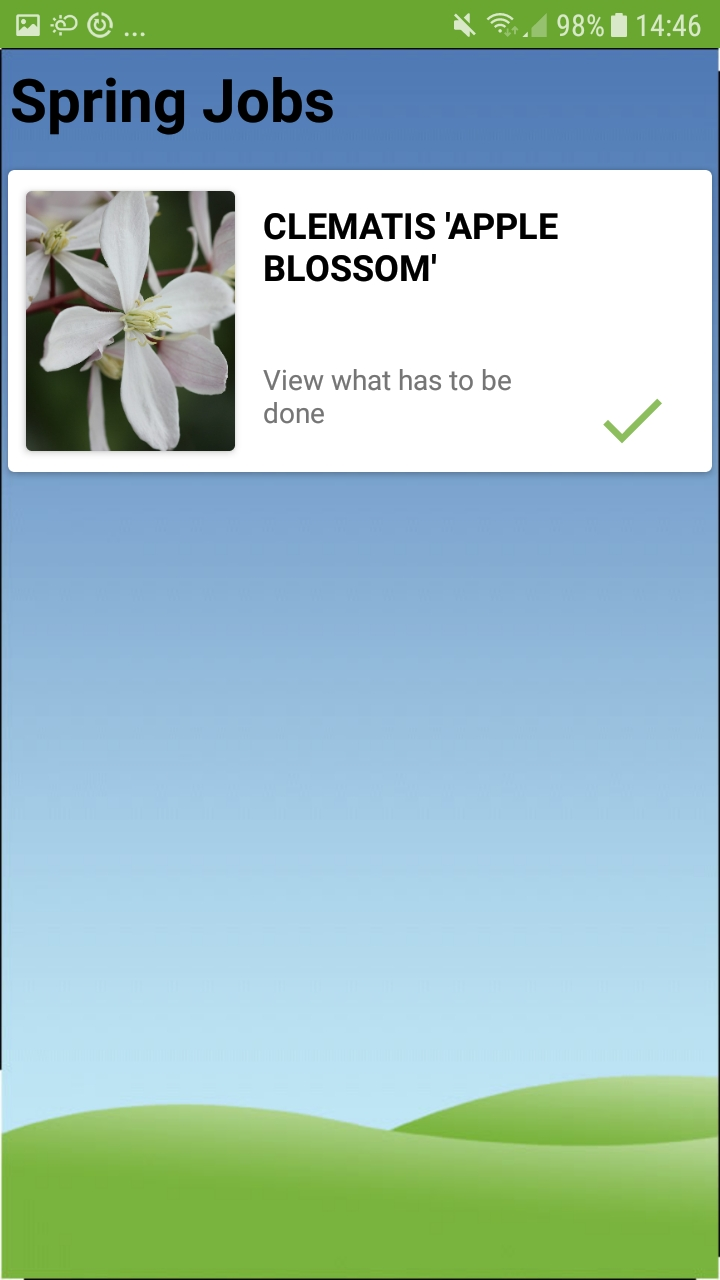 ... 98% 14:46
Spring Jobs
CLEMATIS 'APPLE
BLOSSOM'
View what has to be
done